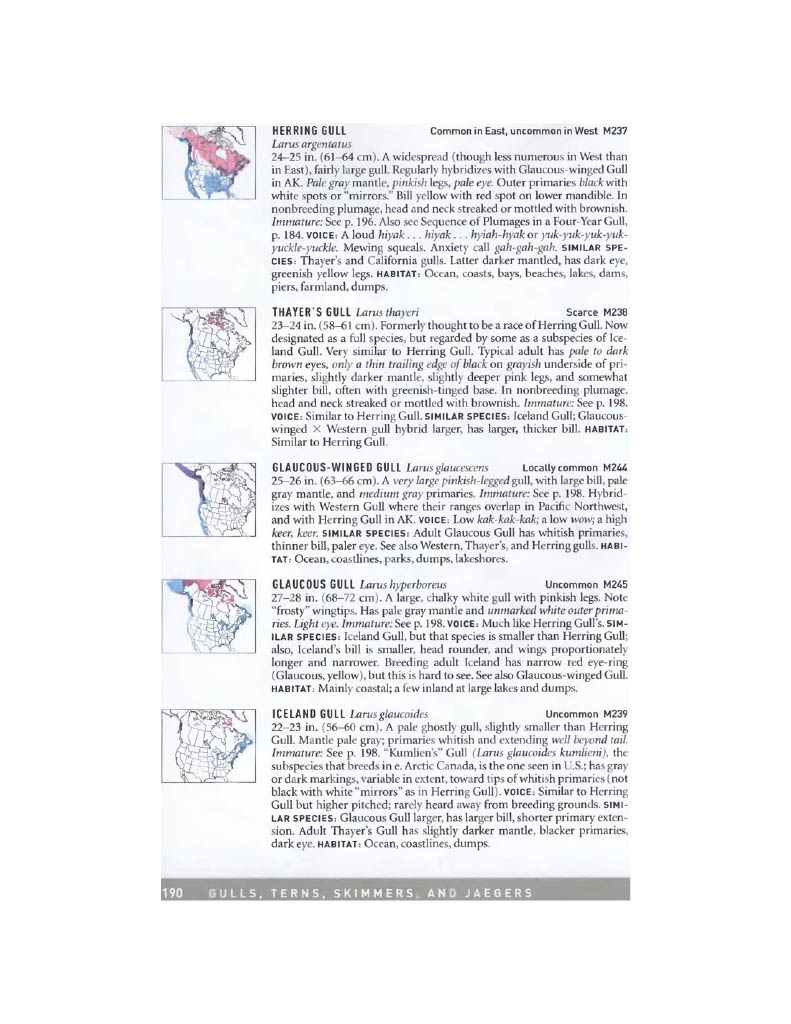 HERRING GULL Common in East, uncommon in West M237
Larus argentatus
24–25 in. (61–64 cm). A widespread (though less numerous in West than
in East), fairly large gull. Regularly hybridizes with Glaucous-winged Gull
in AK. Pale gray mantle, pinkish legs, pale eye. Outer primaries black with
white spots or “mirrors.” Bill yellow with red spot on lower mandible. In
nonbreeding plumage, head and neck streaked or mottled with brownish.
Immature: See p. 196. Also see Sequence of Plumages in a Four-Year Gull,
p. 184. VOICE: A loud hiyak . . . hiyak . . . hyiah-hyak or yuk-yuk-yuk-yuk-
yuckle-yuckle. Mewing squeals. Anxiety call gah-gah-gah. SIMILAR SPE-
CIES: Thayer's and California gulls. Latter darker mantled, has dark eye,
greenish yellow legs. HABITAT: Ocean, coasts, bays, beaches, lakes, dams,
piers, farmland, dumps.
THAYER'S GULL Larus thayeri Scarce M238
23–24 in. (58–61 cm). Formerly thought to be a race of Herring Gull. Now
designated as a full species, but regarded by some as a subspecies of Ice-
land Gull. Very similar to Herring Gull. Typical adult has pale to dark
brown eyes, only a thin trailing edge of black on grayish underside of pri-
maries, slightly darker mantle, slightly deeper pink legs, and somewhat
slighter bill, often with greenish-tinged base. In nonbreeding plumage,
head and neck streaked or mottled with brownish. Immature: See p. 198.
VOICE: Similar to Herring Gull. SIMILAR SPECIES: Iceland Gull; Glaucous-
winged × Western gull hybrid larger, has larger, thicker bill. HABITAT:
Similar to Herring Gull.
GLAUCOUS-WINGED GULL Larus glaucescens Locally common M244
25–26 in. (63–66 cm). A very large pinkish-legged gull, with large bill, pale
gray mantle, and medium gray primaries. Immature: See p. 198. Hybrid-
izes with Western Gull where their ranges overlap in Pacific Northwest,
and with Herring Gull in AK. VOICE: Low kak-kak-kak; a low wow; a high
keer, keer. SIMILAR SPECIES: Adult Glaucous Gull has whitish primaries,
thinner bill, paler eye. See also Western, Thayer's, and Herring gulls. HABI-
TAT: Ocean, coastlines, parks, dumps, lakeshores.
GLAUCOUS GULL Larus hyperboreus Uncommon M245
27–28 in. (68–72 cm). A large, chalky white gull with pinkish legs. Note
“frosty” wingtips. Has pale gray mantle and unmarked white outer prima-
ries. Light eye. Immature: See p. 198. VOICE: Much like Herring Gull's. SIM-
ILAR SPECIES: Iceland Gull, but that species is smaller than Herring Gull;
also, Iceland's bill is smaller, head rounder, and wings proportionately
longer and narrower. Breeding adult Iceland has narrow red eye-ring
(Glaucous, yellow), but this is hard to see. See also Glaucous-winged Gull.
HABITAT: Mainly coastal; a few inland at large lakes and dumps.
ICELAND GULL Larus glaucoides Uncommon M239
22–23 in. (56–60 cm). A pale ghostly gull, slightly smaller than Herring
Gull. Mantle pale gray; primaries whitish and extending well beyond tail.
Immature: See p. 198. “Kumlien's” Gull (Larus glaucoides kumlieni), the
subspecies that breeds in e. Arctic Canada, is the one seen in U.S.; has gray
or dark markings, variable in extent, toward tips of whitish primaries (not
black with white “mirrors” as in Herring Gull). VOICE: Similar to Herring
Gull but higher pitched; rarely heard away from breeding grounds. SIMI-
LAR SPECIES: Glaucous Gull larger, has larger bill, shorter primary exten-
sion. Adult Thayer's Gull has slightly darker mantle, blacker primaries,
dark eye. HABITAT: Ocean, coastlines, dumps.
190 GULLS, TERNS, SKIMMERS, AND JAEGERS